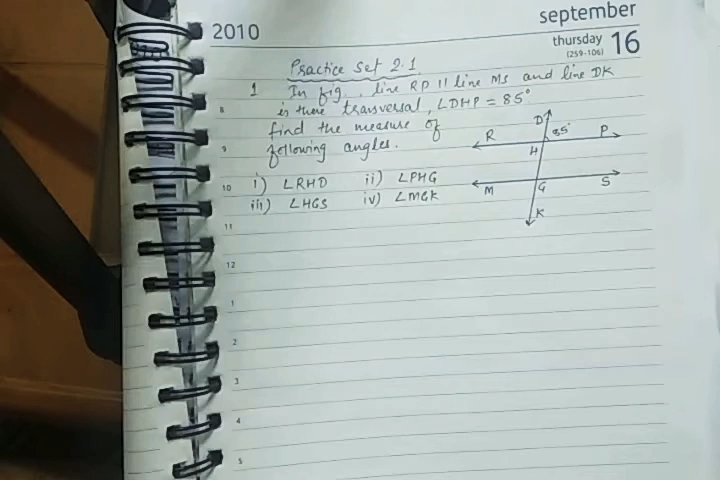 2010
september
thursday 16
(259-106)
Practice Set 2.1
1 In fig. line RP || line MS and line DK
is there transversal, ∠DHP = 85°
find the measure of
following angles.
i) ∠RHD ii) ∠PHG
iii) ∠HGS iv) ∠MGK
D
85°
R
P
H
M
G
S
K
8
9
10
11
12
1
2
3
4
5